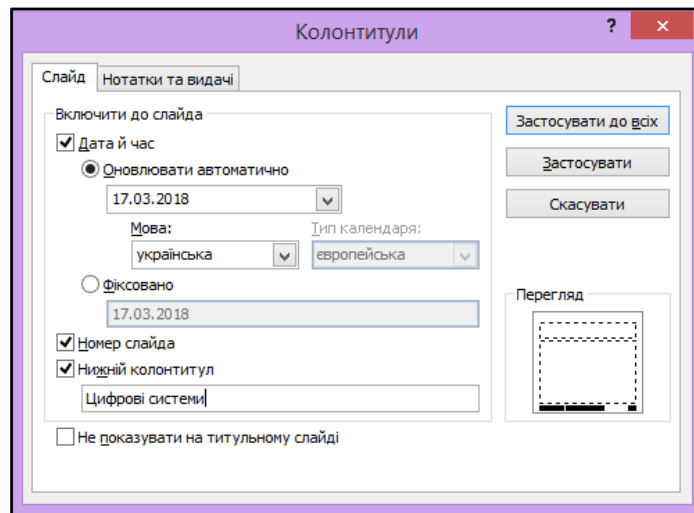 Колонтитули
?
Слайд Нотатки та видачі
Включити до слайда
Дата й час
Оновлювати автоматично
17.03.2018
Мова: Тип календаря:
українська європейська
Фіксовано
17.03.2018
Номер слайда
Нижній колонтитул
Цифрові системи
Не показувати на титульному слайді
Застосувати до всіх
Застосувати
Скасувати
Перегляд